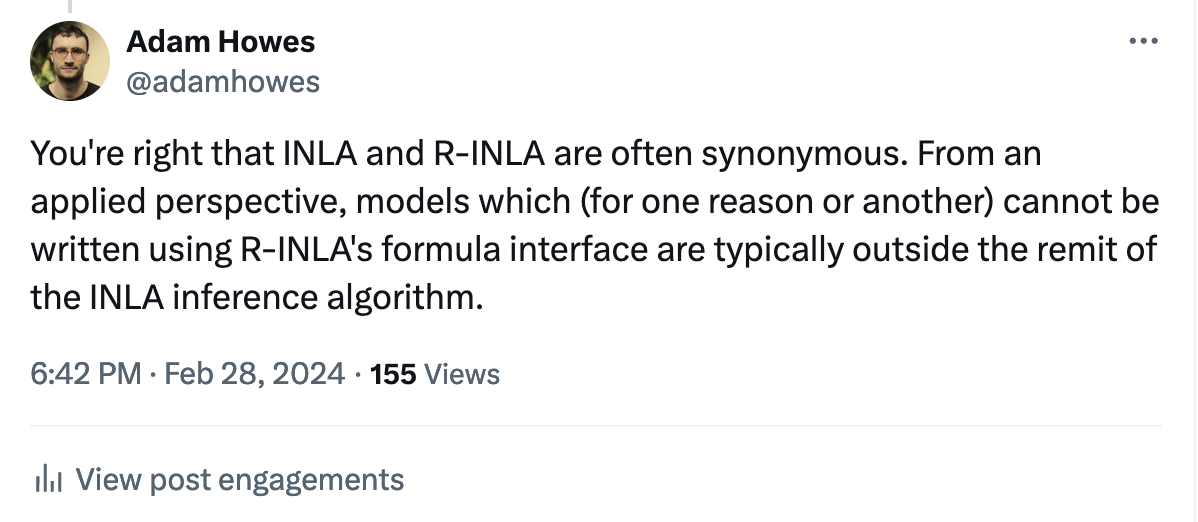 Adam Howes
@adamhowes
You're right that INLA and R-INLA are often synonymous. From an
applied perspective, models which (for one reason or another) cannot be
written using R-INLA's formula interface are typically outside the remit of
the INLA inference algorithm.
6:42 PM · Feb 28, 2024 · 155 Views
View post engagements